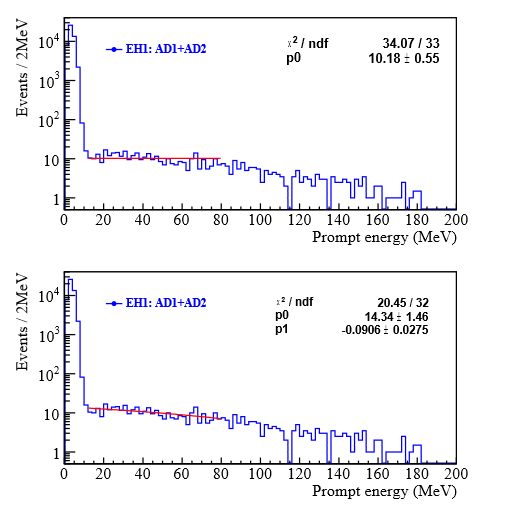 Events / 2MeV
EH1: AD1+AD2
χ² / ndf 34.07 / 33
p0 10.18 ± 0.55
10⁴
10³
10²
10
1
0 20 40 60 80 100 120 140 160 180 200
Prompt energy (MeV)
Events / 2MeV
EH1: AD1+AD2
χ² / ndf 20.45 / 32
p0 14.34 ± 1.46
p1 -0.0906 ± 0.0275
10⁴
10³
10²
10
1
0 20 40 60 80 100 120 140 160 180 200
Prompt energy (MeV)